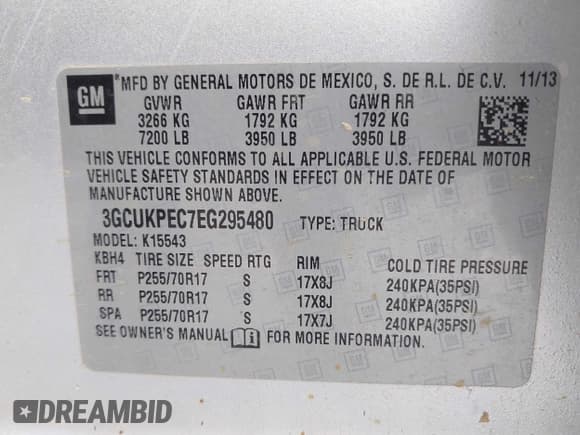 GM *MFD BY GENERAL MOTORS DE MEXICO, S. DE R.L. DE C.V. 11/13
GVWR GAWR FRT GAWR RR
3266 KG 1792 KG 1792 KG
7200 LB 3950 LB 3950 LB
THIS VEHICLE CONFORMS TO ALL APPLICABLE U.S. FEDERAL MOTOR
VEHICLE SAFETY STANDARDS IN EFFECT ON THE DATE OF
MANUFACTURE SHOWN ABOVE.
3GCUKPEC7EG295480 TYPE: TRUCK
MODEL: K15543
KBH4 TIRE SIZE SPEED RTG RIM COLD TIRE PRESSURE
FRT P255/70R17 S 17X8J 240KPA(35PSI)
RR P255/70R17 S 17X8J 240KPA(35PSI)
SPA P255/70R17 S 17X7J 240KPA(35PSI)
SEE OWNER'S MANUAL FOR MORE INFORMATION.
DREAMBID